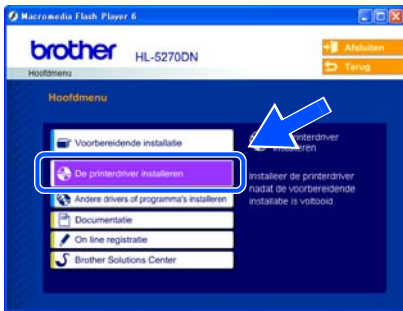 Macromedia Flash Player 6
brother
HL-5270DN
Afsluiten
Terug
Hoofdmenu
Hoofdmenu
Voorbereidende installatie
De printerdriver installeren
Andere drivers of programma's installeren
Documentatie
On line registratie
Brother Solutions Center
printerdriver
installeren
Installeer de printerdriver
nadat de voorbereidende
installatie is voltooid.